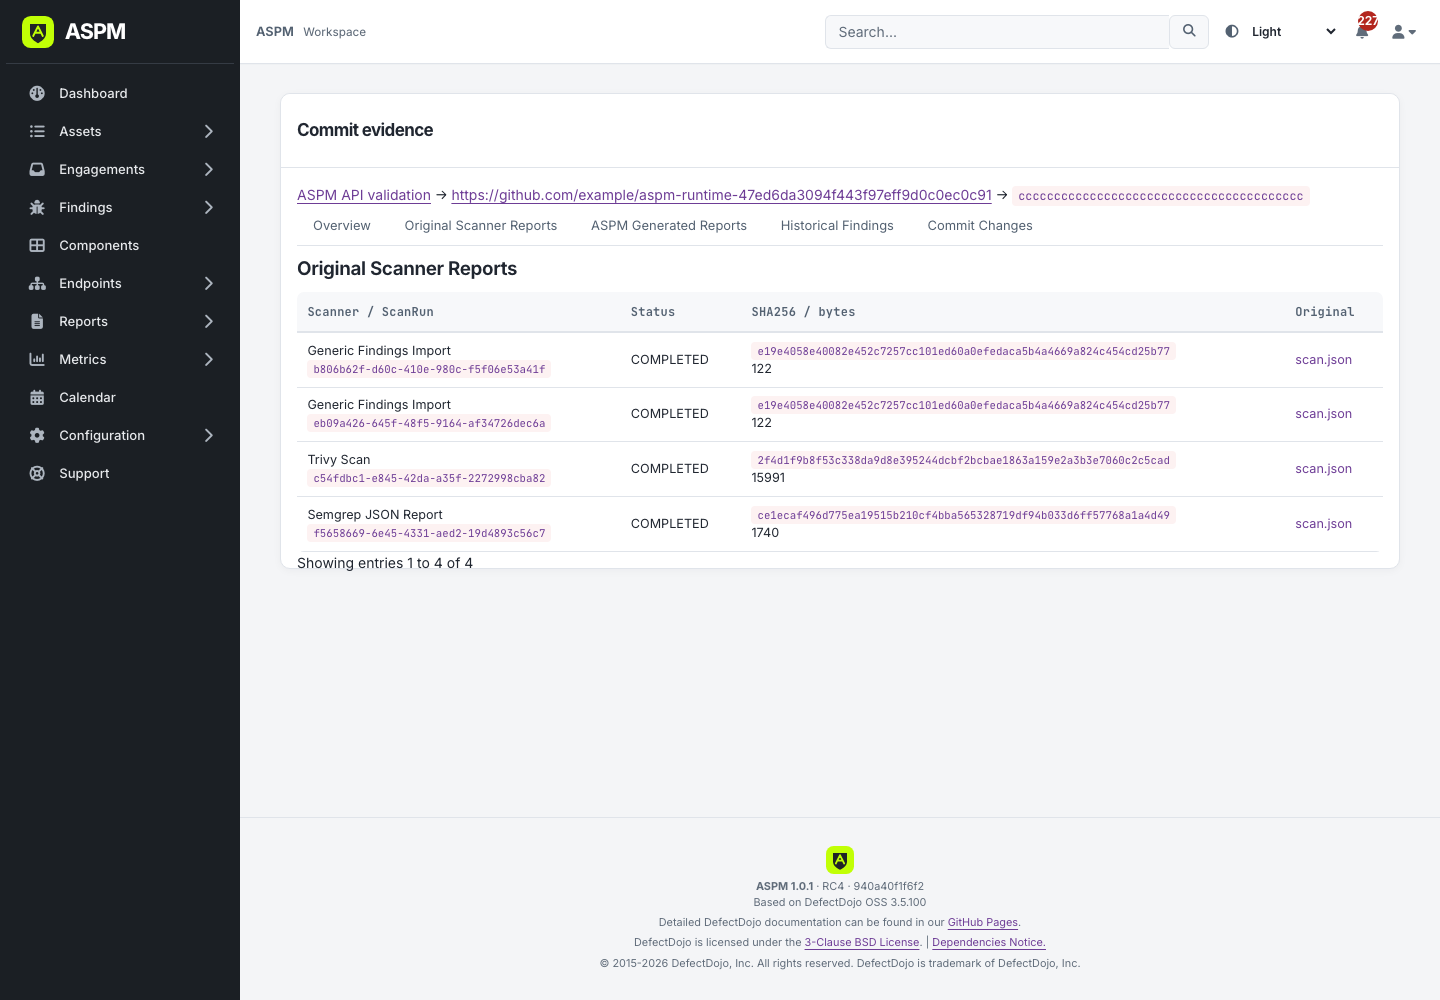 ASPM
ASPM Workspace
Search...
Light
227
Dashboard
Assets
Engagements
Findings
Components
Endpoints
Reports
Metrics
Calendar
Configuration
Support
Commit evidence
ASPM API validation → https://github.com/example/aspm-runtime-47ed6da3094f443f97eff9d0c0ec0c91 → cccccccccccccccccccccccccccccccccccccccc
Overview Original Scanner Reports ASPM Generated Reports Historical Findings Commit Changes
Original Scanner Reports
Scanner / ScanRun Status SHA256 / bytes Original
Generic Findings Import
b806b62f-d60c-410e-980c-f5f06e53a41f
COMPLETED
e19e4058e40082e452c7257cc101ed60a0efedaca5b4a4669a824c454cd25b77
122
scan.json
Generic Findings Import
eb09a426-645f-48f5-9164-af34726dec6a
COMPLETED
e19e4058e40082e452c7257cc101ed60a0efedaca5b4a4669a824c454cd25b77
122
scan.json
Trivy Scan
c54fdbc1-e845-42da-a35f-2272998cba82
COMPLETED
2f4d1f9b8f53c338da9d8e395244dcbf2bcbae1863a159e2a3b3e7060c2c5cad
15991
scan.json
Semgrep JSON Report
f5658669-6e45-4331-aed2-19d4893c56c7
COMPLETED
ce1ecaf496d775ea19515b210cf4bba565328719df94b033d6ff57768a1a4d49
1740
scan.json
Showing entries 1 to 4 of 4
ASPM 1.0.1 · RC4 · 940a40f1f6f2
Based on DefectDojo OSS 3.5.100
Detailed DefectDojo documentation can be found in our GitHub Pages.
DefectDojo is licensed under the 3-Clause BSD License. | Dependencies Notice.
© 2015-2026 DefectDojo, Inc. All rights reserved. DefectDojo is trademark of DefectDojo, Inc.